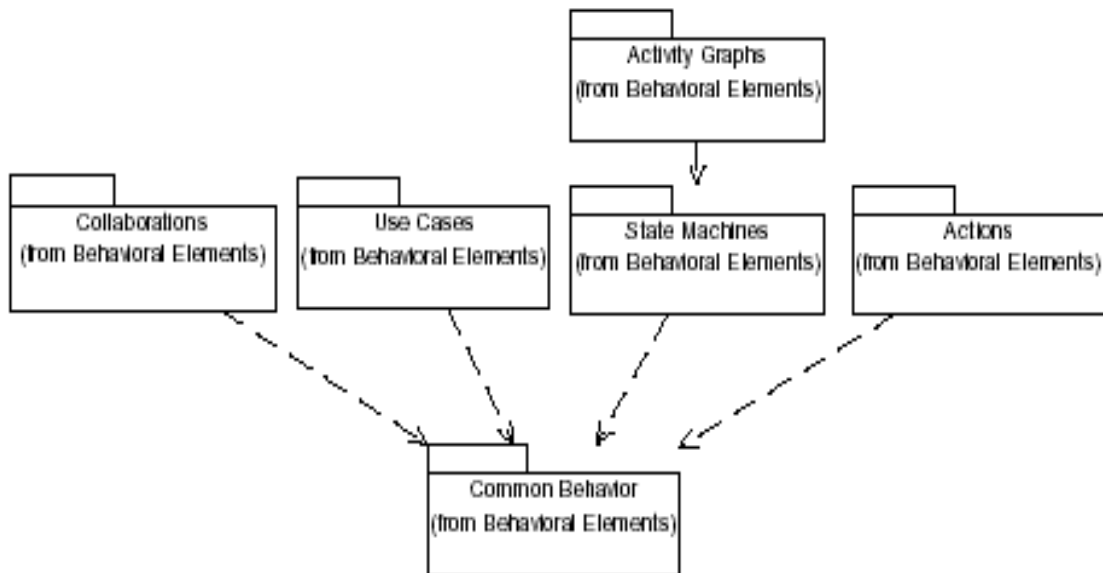 Activity Graphs
(from Behavioral Elements)
Collaborations
(from Behavioral Elements)
Use Cases
(from Behavioral Elements)
State Machines
(from Behavioral Elements)
Actions
(from Behavioral Elements)
Common Behavior
(from Behavioral Elements)